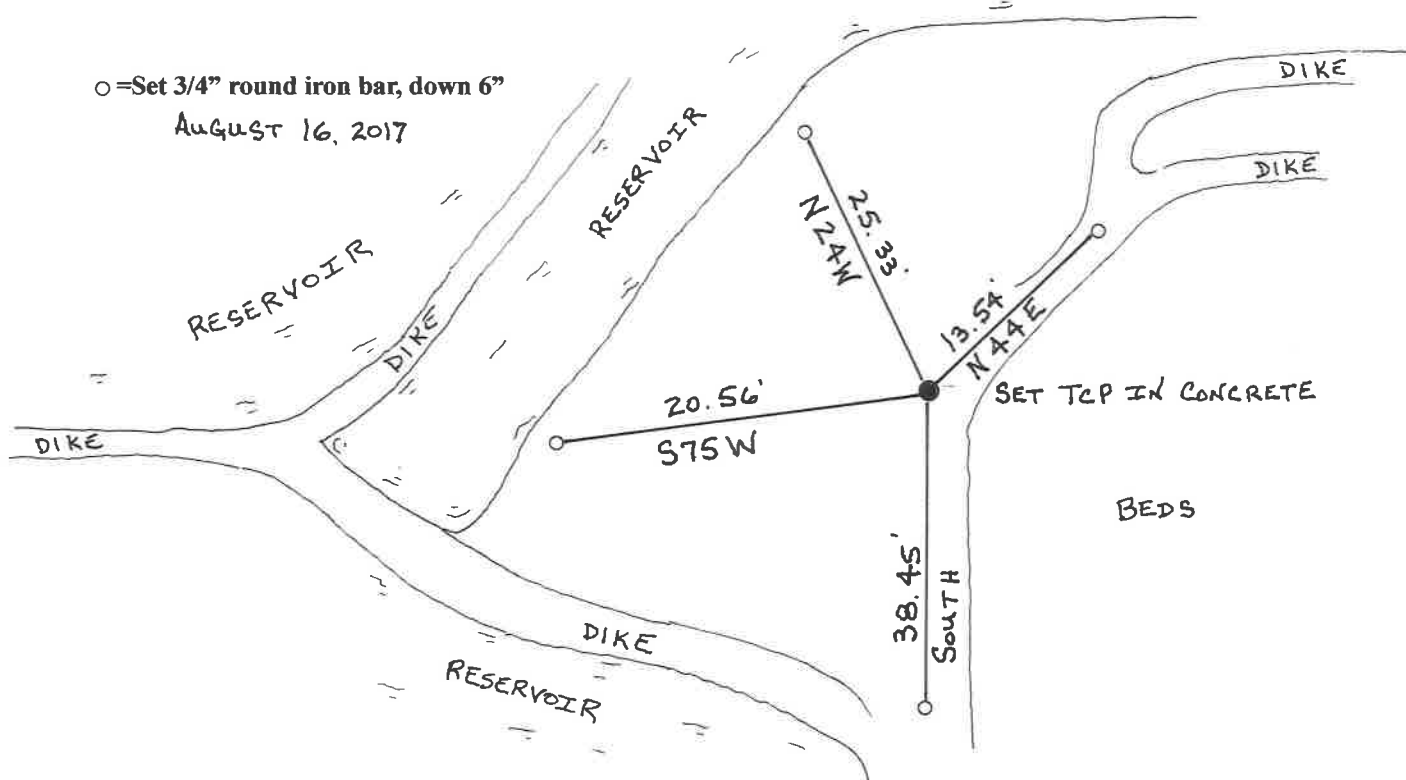 ○ =Set 3/4” round iron bar, down 6”
AUGUST 16, 2017
DIKE
RESERVOIR
DIKE
25.33'
N24W
RESERVOIR
RESERVOIR
DIKE
13.54'
N44E
20.56'
S75W
SET TCP IN CONCRETE
DIKE
BEDS
38.45'
SOUTH
DIKE
RESERVOIR